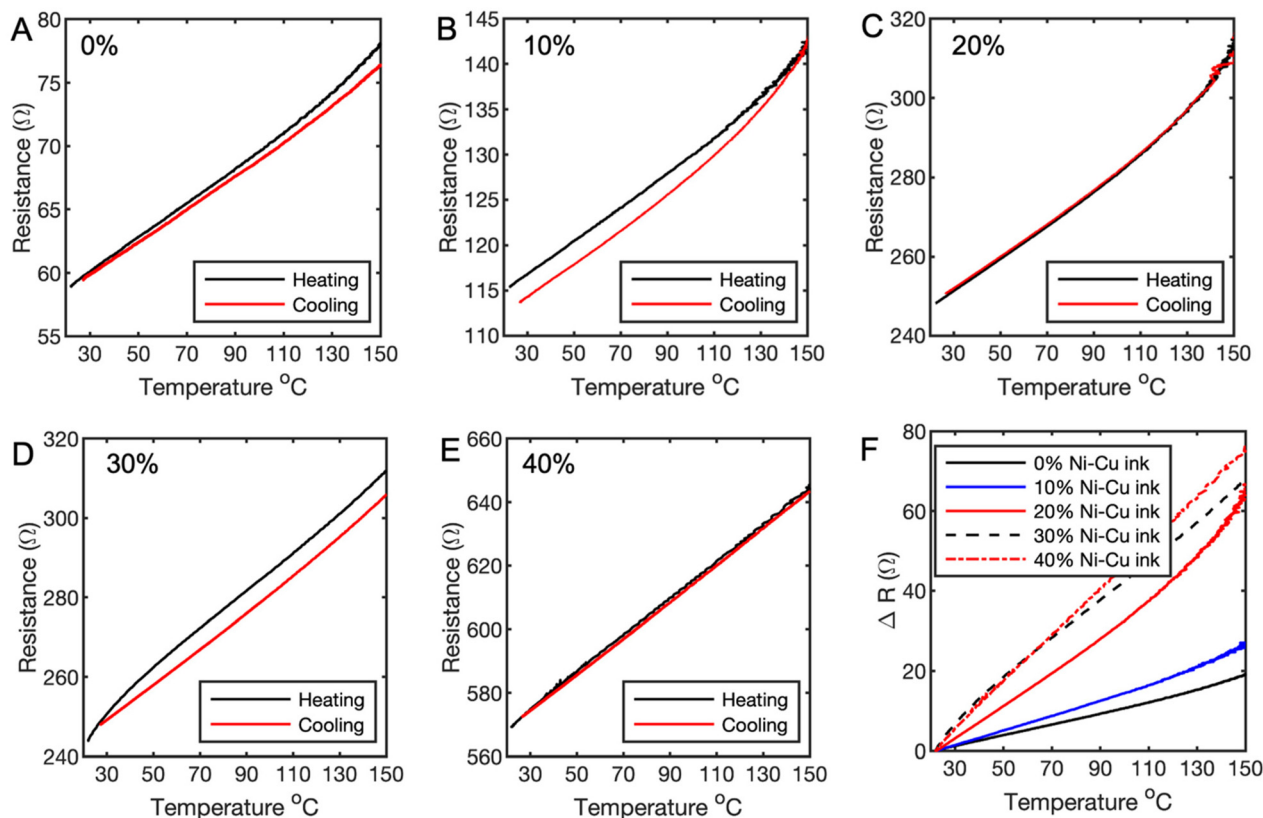 A
0%
80
75
70
65
60
55
Resistance (Ω)
30 50 70 90 110 130 150
Temperature °C
Heating
Cooling
B
10%
145
140
135
130
125
120
115
110
Resistance (Ω)
30 50 70 90 110 130 150
Temperature °C
Heating
Cooling
C
20%
320
300
280
260
240
Resistance (Ω)
30 50 70 90 110 130 150
Temperature °C
Heating
Cooling
D
30%
320
300
280
260
240
Resistance (Ω)
30 50 70 90 110 130 150
Temperature °C
Heating
Cooling
E
40%
660
640
620
600
580
560
Resistance (Ω)
30 50 70 90 110 130 150
Temperature °C
Heating
Cooling
F
80
60
40
20
0
Δ R (Ω)
30 50 70 90 110 130 150
Temperature °C
0% Ni-Cu ink
10% Ni-Cu ink
20% Ni-Cu ink
30% Ni-Cu ink
40% Ni-Cu ink